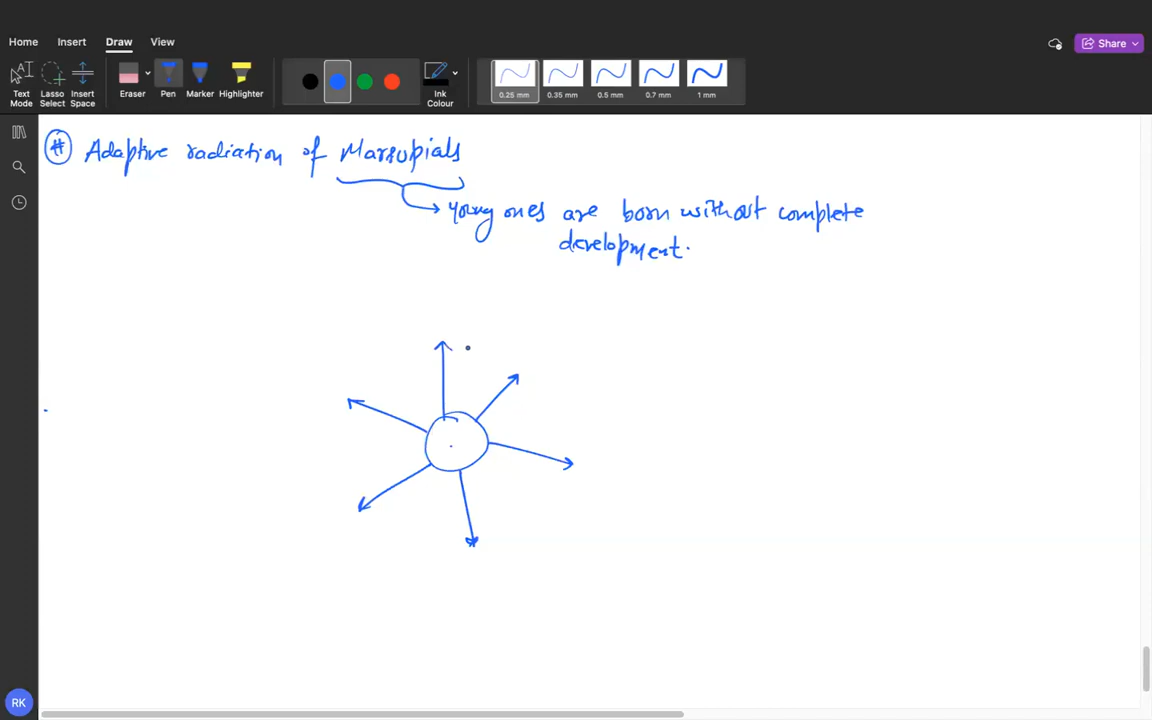 Home Insert Draw View
Share
Text Mode
Lasso Select
Insert Space
Eraser
Pen
Marker
Highlighter
Ink Colour
0.25 mm
0.35 mm
0.5 mm
0.7 mm
1 mm
# Adaptive radiation of Marsupials
Young ones are born without complete
development.
RK